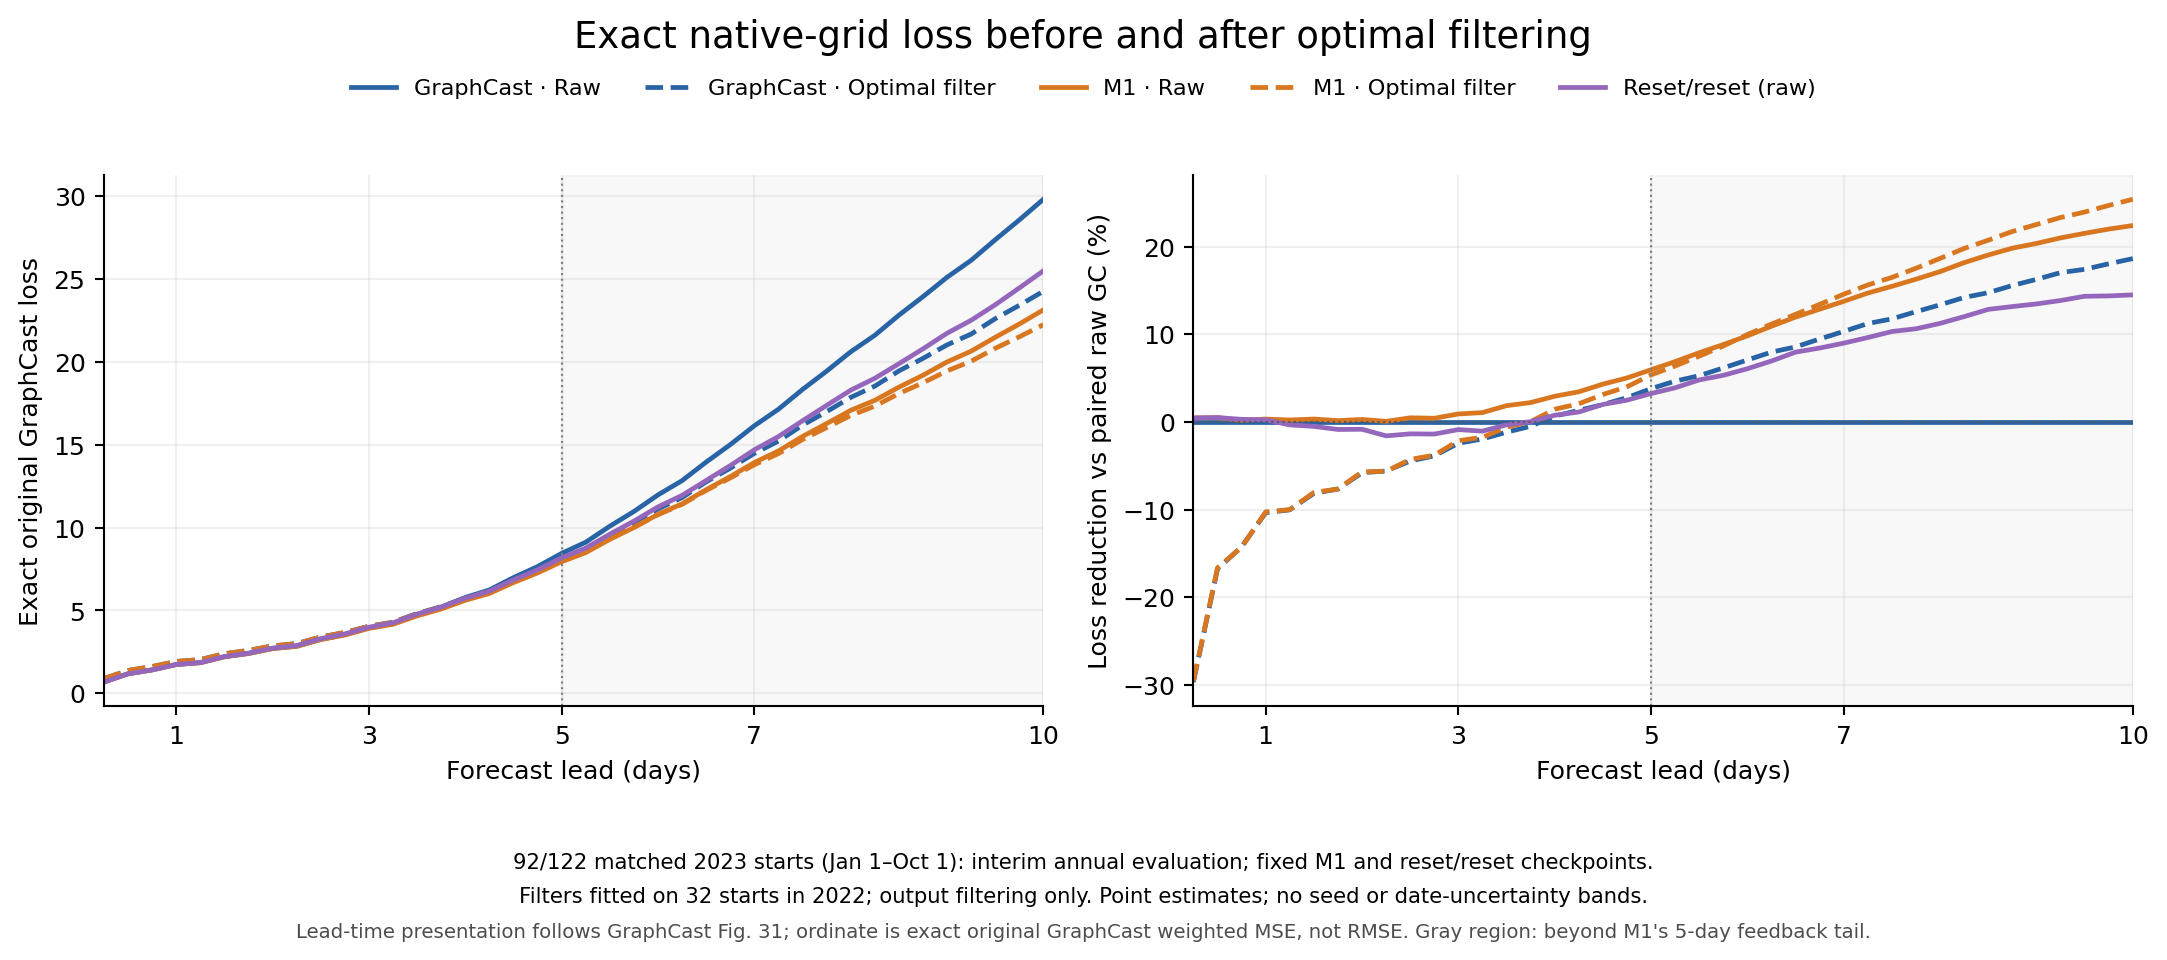 Exact native-grid loss before and after optimal filtering
GraphCast · Raw
GraphCast · Optimal filter
M1 · Raw
M1 · Optimal filter
Reset/reset (raw)
Exact original GraphCast loss
30
25
20
15
10
5
0
1
3
5
7
10
Forecast lead (days)
Loss reduction vs paired raw GC (%)
20
10
0
−10
−20
−30
1
3
5
7
10
Forecast lead (days)
92/122 matched 2023 starts (Jan 1–Oct 1): interim annual evaluation; fixed M1 and reset/reset checkpoints.
Filters fitted on 32 starts in 2022; output filtering only. Point estimates; no seed or date-uncertainty bands.
Lead-time presentation follows GraphCast Fig. 31; ordinate is exact original GraphCast weighted MSE, not RMSE. Gray region: beyond M1's 5-day feedback tail.